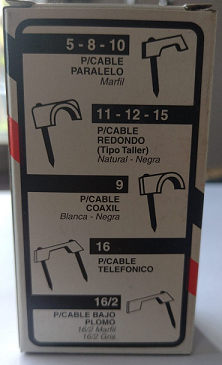 5 - 8 - 10
P/CABLE
PARALELO
Marfil
11 - 12 - 15
P/CABLE
REDONDO
(Tipo Taller)
Natural - Negra
9
P/CABLE
COAXIL
Blanca - Negra
16
P/CABLE
TELEFONICO
16/2
P/CABLE BAJO
PLOMO
16/2 Marfil
16/2 Gris